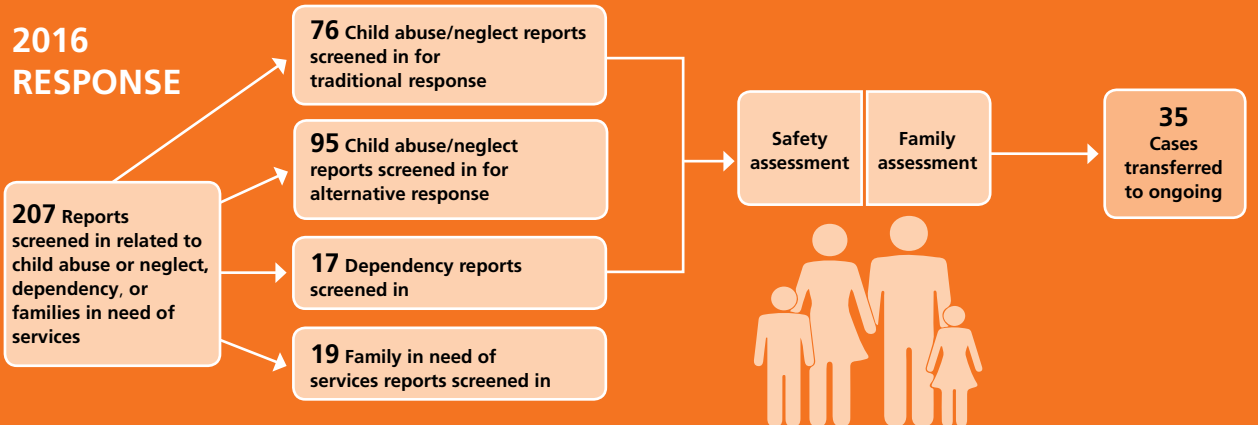 2016
RESPONSE
207 Reports
screened in related to
child abuse or neglect,
dependency, or
families in need of
services
76 Child abuse/neglect reports
screened in for
traditional response
95 Child abuse/neglect
reports screened in for
alternative response
17 Dependency reports
screened in
19 Family in need of
services reports screened in
Safety
assessment
Family
assessment
35
Cases
transferred
to ongoing